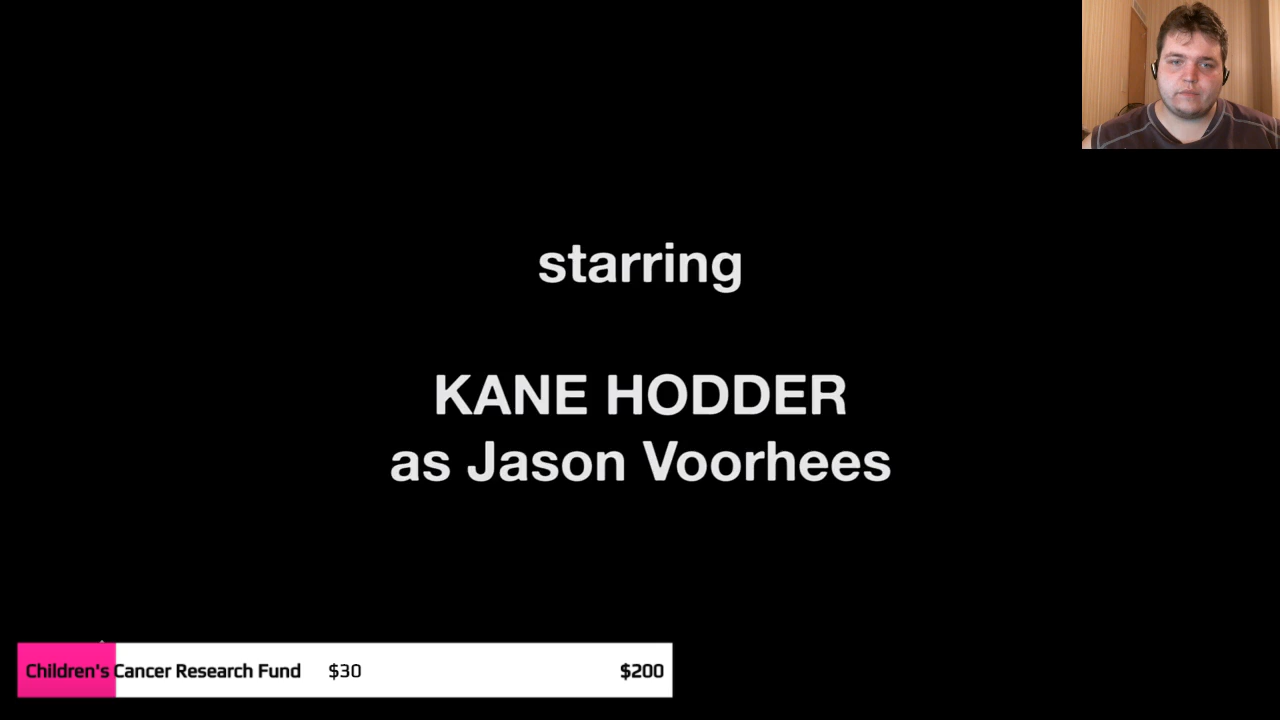 starring
KANE HODDER
as Jason Voorhees
Children's Cancer Research Fund $30 $200